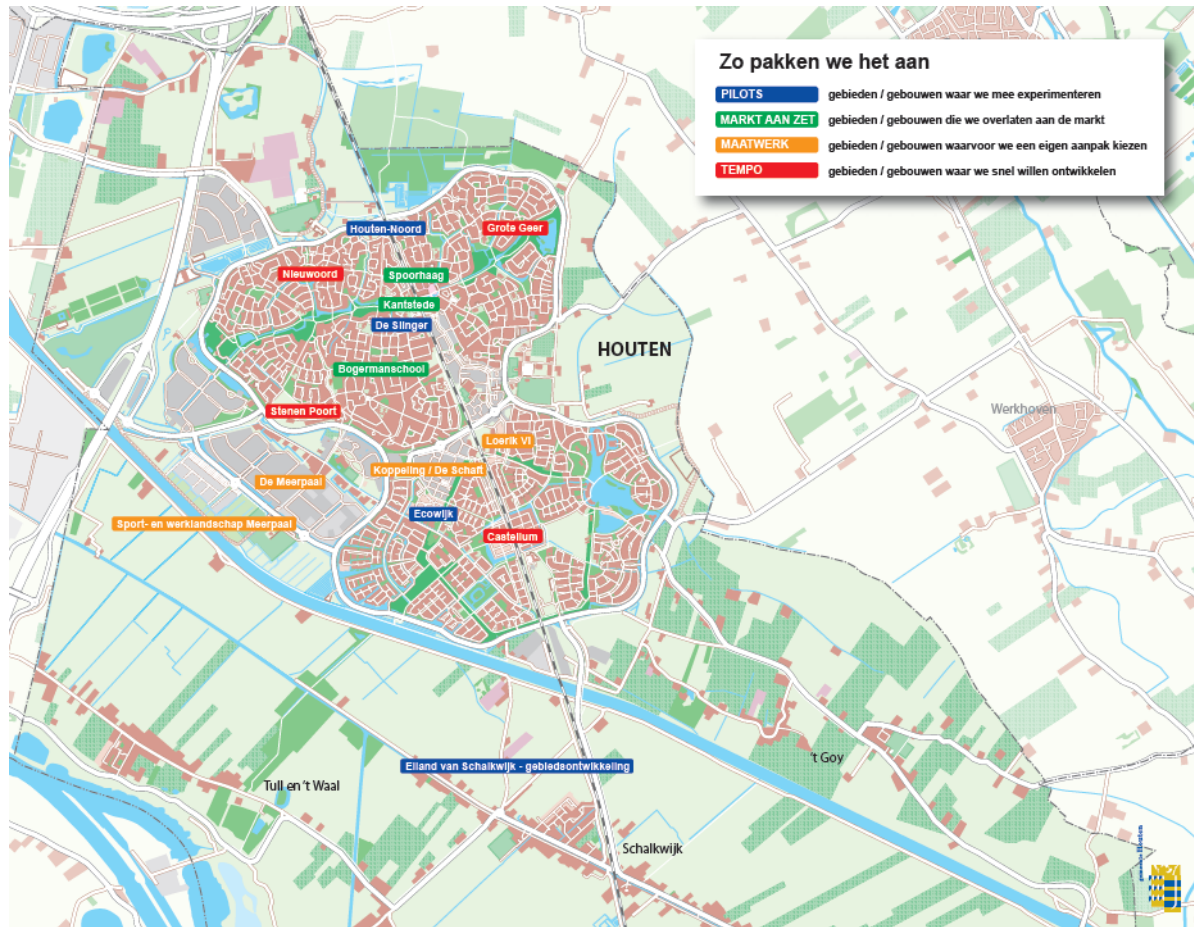 Zo pakken we het aan
PILOTS gebieden / gebouwen waar we mee experimenteren
MARKT AAN ZET gebieden / gebouwen die we overlaten aan de markt
MAATWERK gebieden / gebouwen waarvoor we een eigen aanpak kiezen
TEMPO gebieden / gebouwen waar we snel willen ontwikkelen
Houten-Noord
Grote Geer
Nieuwoord
Spoorhaag
Kantstede
De Slinger
HOUTEN
Bogermanschool
Stenen Poort
Werkhoven
Loerik VI
Koppeling / De Schaft
De Meerpaal
Ecowijk
Sport- en werklandschap Meerpaal
Castellum
't Goy
Eiland van Schalkwijk - gebiedsontwikkeling
Tull en 't Waal
Schalkwijk
gemeente Houten